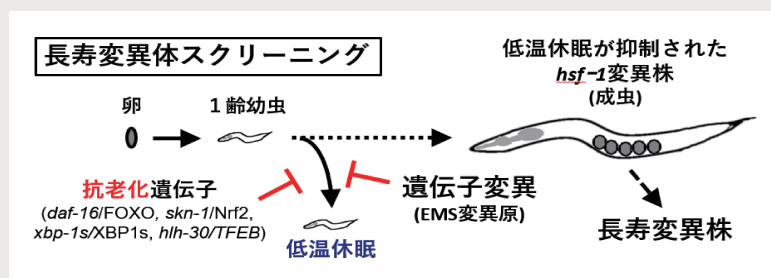 長寿変異体スクリーニング
低温休眠が抑制された
hsf-1変異株
(成虫)
卵
1齢幼虫
抗老化遺伝子
(daf-16/FOXO, skn-1/Nrf2,
xbp-1s/XBP1s, hlh-30/TFEB)
遺伝子変異
(EMS変異原)
低温休眠
長寿変異株